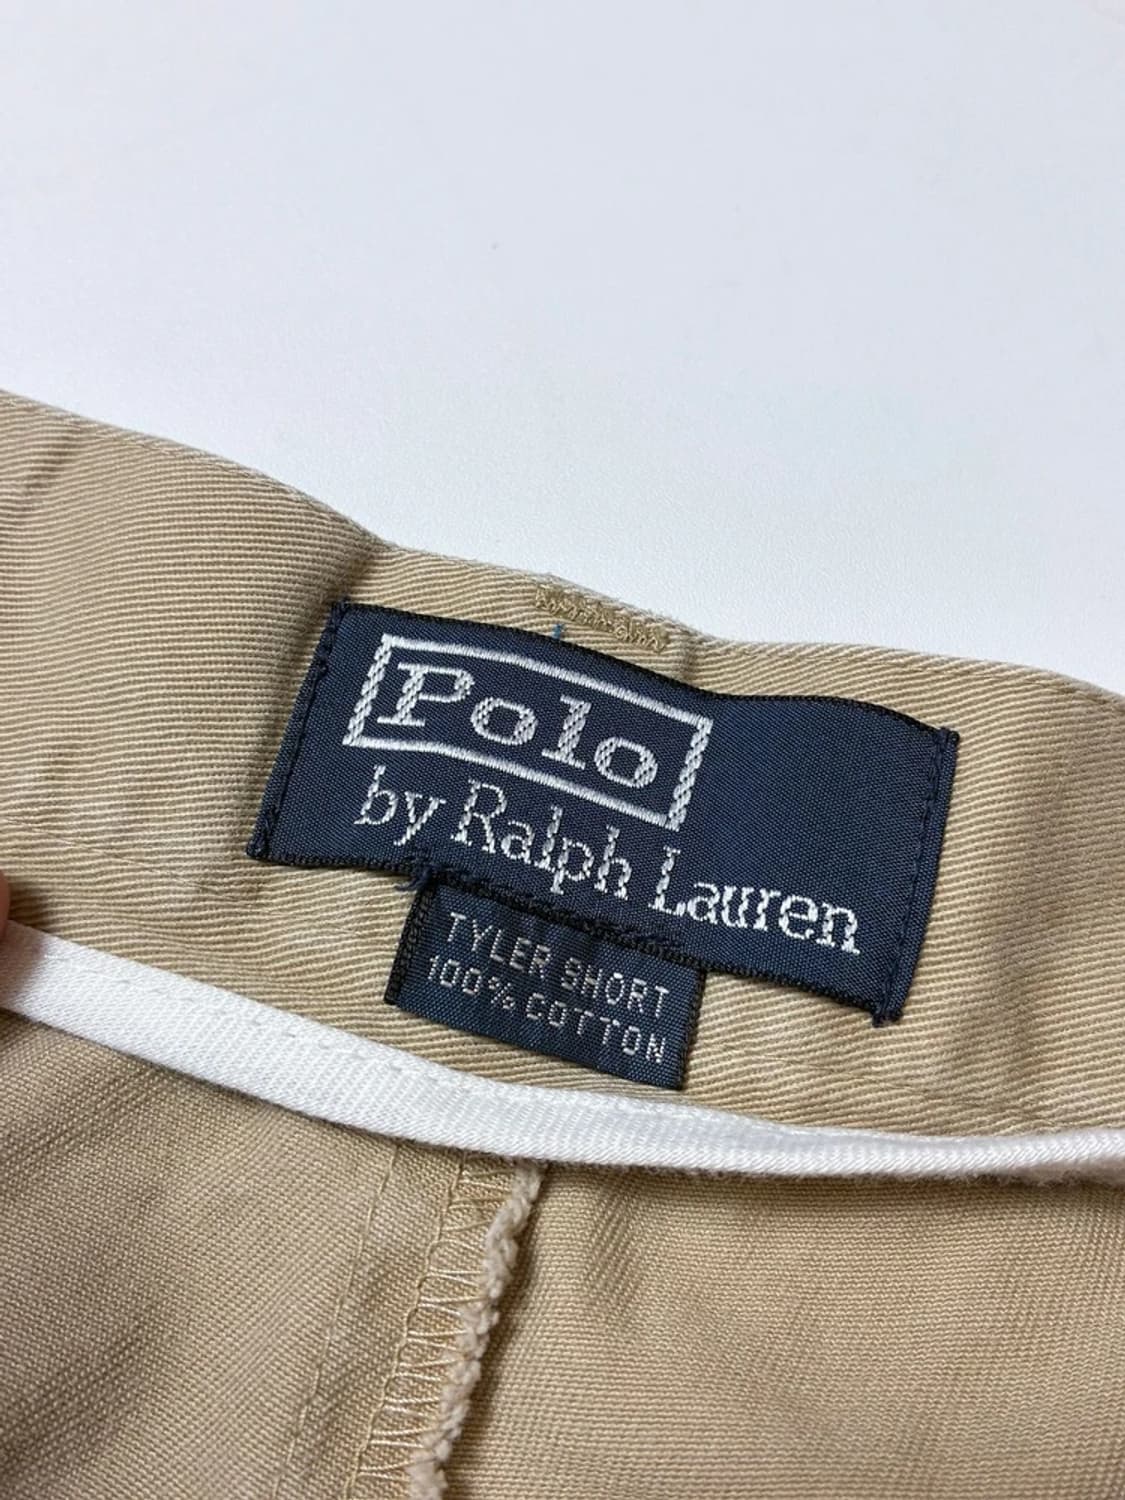 Polo
by Ralph Lauren
TYLER SHORT
100% COTTON